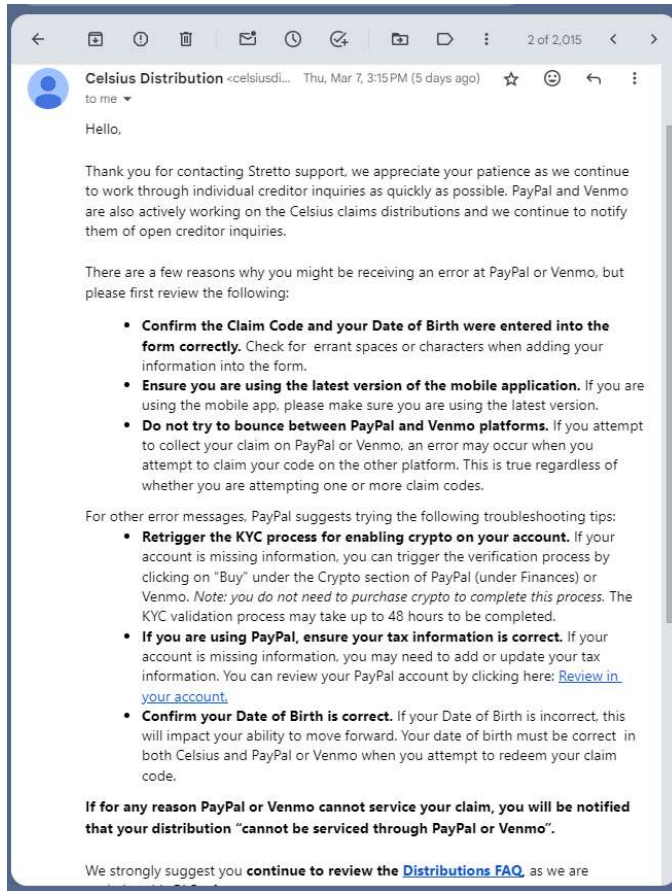 2 of 2,015
Celsius Distribution <celsiusdi... Thu, Mar 7, 3:15 PM (5 days ago)
to me
Hello,
Thank you for contacting Stretto support, we appreciate your patience as we continue
to work through individual creditor inquiries as quickly as possible. PayPal and Venmo
are also actively working on the Celsius claims distributions and we continue to notify
them of open creditor inquiries.
There are a few reasons why you might be receiving an error at PayPal or Venmo, but
please first review the following:
• Confirm the Claim Code and your Date of Birth were entered into the
form correctly. Check for errant spaces or characters when adding your
information into the form.
• Ensure you are using the latest version of the mobile application. If you are
using the mobile app, please make sure you are using the latest version.
• Do not try to bounce between PayPal and Venmo platforms. If you attempt
to collect your claim on PayPal or Venmo, an error may occur when you
attempt to claim your code on the other platform. This is true regardless of
whether you are attempting one or more claim codes.
For other error messages, PayPal suggests trying the following troubleshooting tips:
• Retrigger the KYC process for enabling crypto on your account. If your
account is missing information, you can trigger the verification process by
clicking on "Buy" under the Crypto section of PayPal (under Finances) or
Venmo. Note: you do not need to purchase crypto to complete this process. The
KYC validation process may take up to 48 hours to be completed.
• If you are using PayPal, ensure your tax information is correct. If your
account is missing information, you may need to add or update your tax
information. You can review your PayPal account by clicking here: Review in
your account.
• Confirm your Date of Birth is correct. If your Date of Birth is incorrect, this
will impact your ability to move forward. Your date of birth must be correct in
both Celsius and PayPal or Venmo when you attempt to redeem your claim
code.
If for any reason PayPal or Venmo cannot service your claim, you will be notified
that your distribution "cannot be serviced through PayPal or Venmo".
We strongly suggest you continue to review the Distributions FAQ, as we are